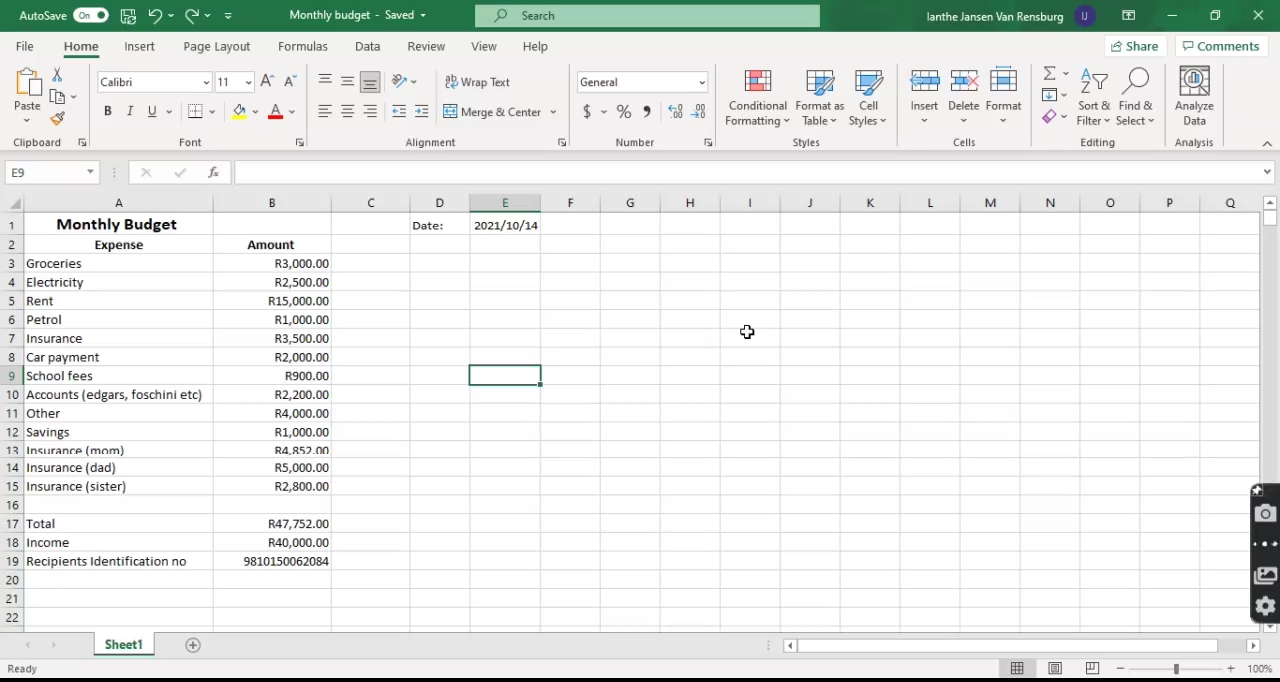 AutoSave On Monthly budget - Saved Search Ianthe Jansen Van Rensburg IJ
File Home Insert Page Layout Formulas Data Review View Help Share Comments
Paste Calibri 11 Wrap Text General Conditional Formatting Format as Table Cell Styles Insert Delete Format Sort & Filter Find & Select Analyze Data
B I U Merge & Center $ % ,
Clipboard Font Alignment Number Styles Cells Editing Analysis
E9 fx
A B C D E F G H I J K L M N O P Q
1 Monthly Budget Date: 2021/10/14
2 Expense Amount
3 Groceries R3,000.00
4 Electricity R2,500.00
5 Rent R15,000.00
6 Petrol R1,000.00
7 Insurance R3,500.00
8 Car payment R2,000.00
9 School fees R900.00
10 Accounts (edgars, foschini etc) R2,200.00
11 Other R4,000.00
12 Savings R1,000.00
13 Insurance (mom) R4,852.00
14 Insurance (dad) R5,000.00
15 Insurance (sister) R2,800.00
16
17 Total R47,752.00
18 Income R40,000.00
19 Recipients Identification no 9810150062084
20
21
22
Sheet1
Ready 100%